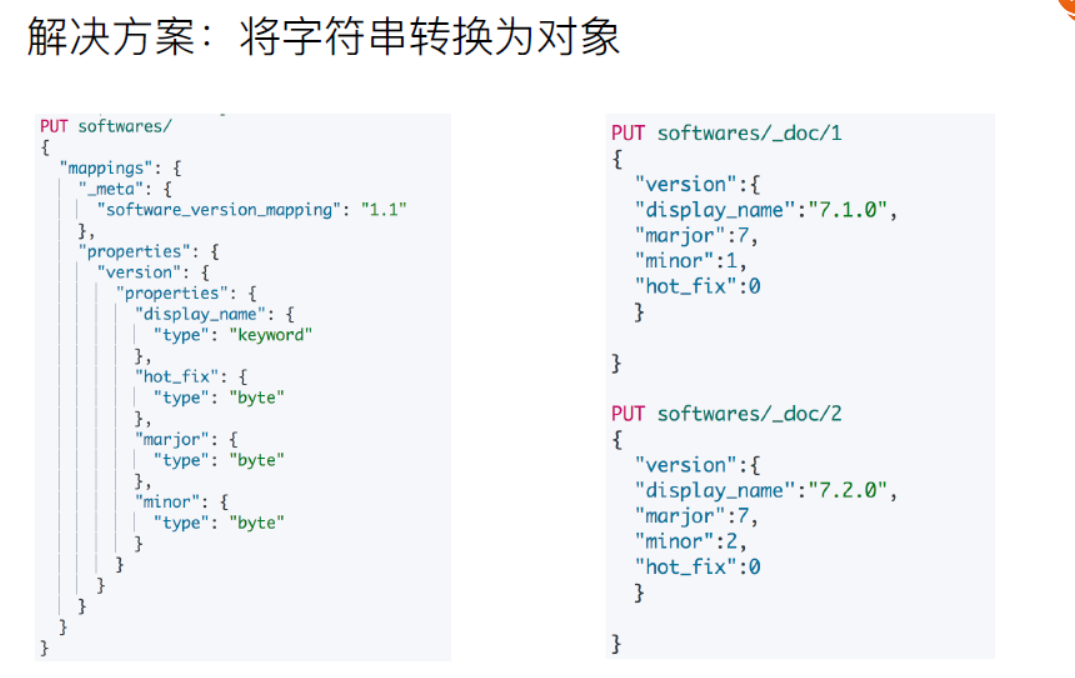 解决方案：将字符串转换为对象
PUT softwares/
{
  "mappings": {
    "_meta": {
      "software_version_mapping": "1.1"
    },
    "properties": {
      "version": {
        "properties": {
          "display_name": {
            "type": "keyword"
          },
          "hot_fix": {
            "type": "byte"
          },
          "marjor": {
            "type": "byte"
          },
          "minor": {
            "type": "byte"
          }
        }
      }
    }
  }
}
PUT softwares/_doc/1
{
  "version":{
  "display_name":"7.1.0",
  "marjor":7,
  "minor":1,
  "hot_fix":0
  }
}
PUT softwares/_doc/2
{
  "version":{
  "display_name":"7.2.0",
  "marjor":7,
  "minor":2,
  "hot_fix":0
  }
}